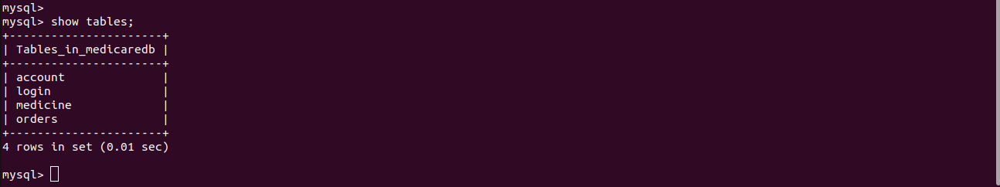 mysql>
mysql> show tables;
+----------------------+
| Tables_in_medicaredb |
+----------------------+
| account              |
| login                |
| medicine             |
| orders               |
+----------------------+
4 rows in set (0.01 sec)
mysql>